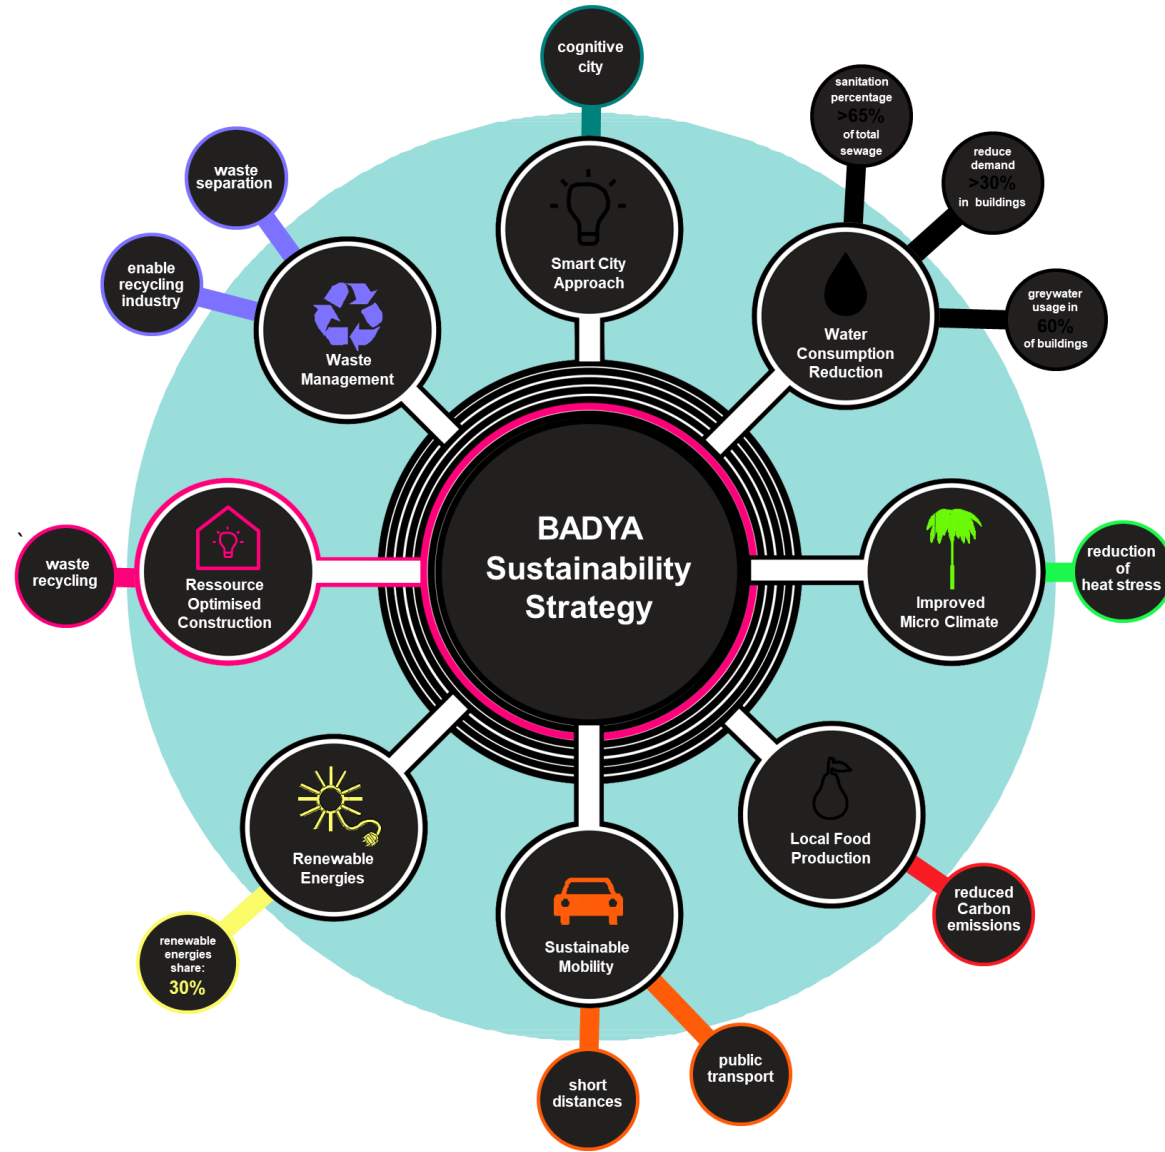 cognitive
city
Smart City
Approach
sanitation
percentage
>65%
of total
sewage
reduce
demand
>30%
in buildings
greywater
usage in
60%
of buildings
Water
Consumption
Reduction
waste
separation
enable
recycling
industry
Waste
Management
BADYA
Sustainability
Strategy
`
waste
recycling
Ressource
Optimised
Construction
Improved
Micro Climate
reduction
of
heat stress
Renewable
Energies
renewable
energies
share:
30%
Sustainable
Mobility
short
distances
public
transport
Local Food
Production
reduced
Carbon
emissions